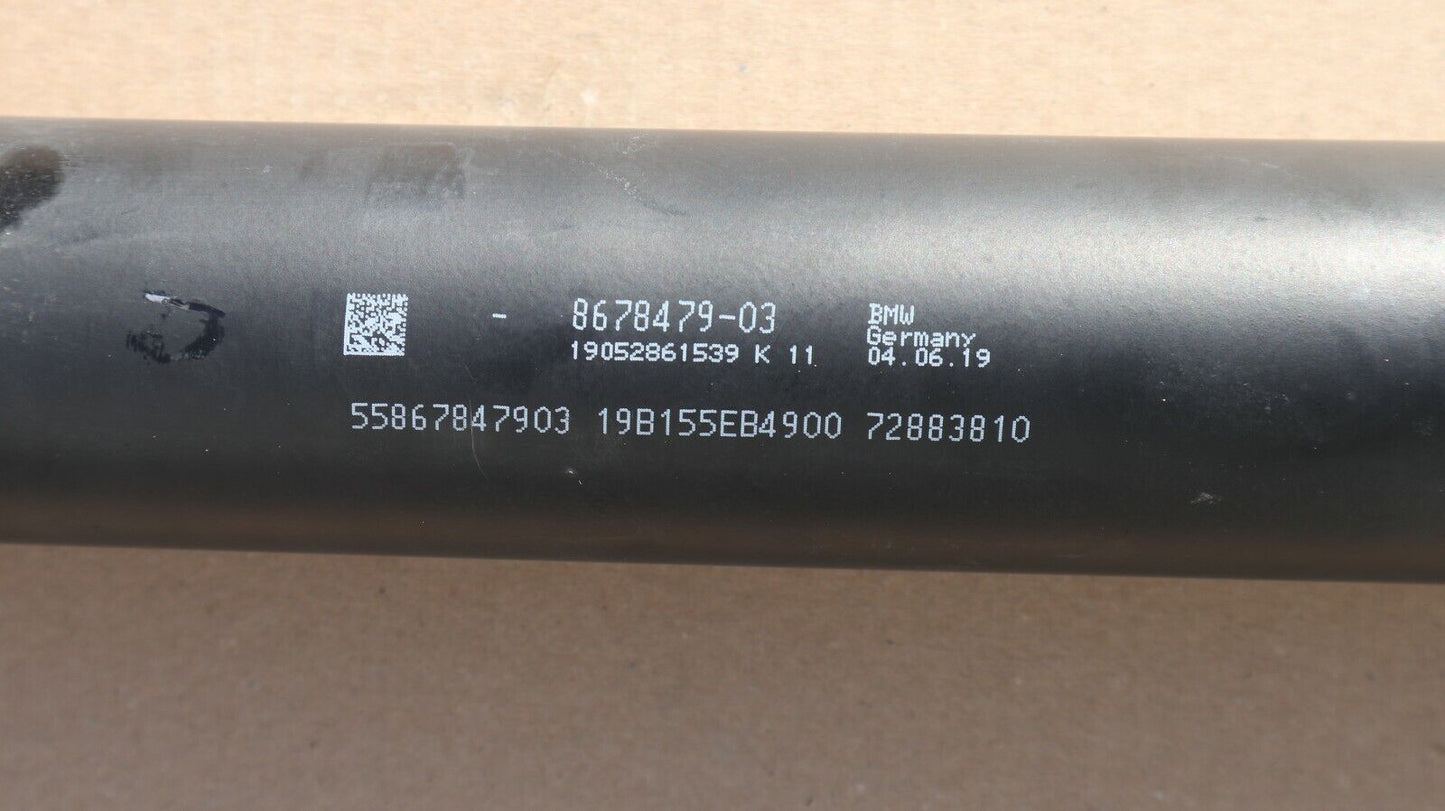 - 8678479-03
19052861539 K 11
BMW
Germany
04.06.19
55867847903 19B155EB4900 72883810